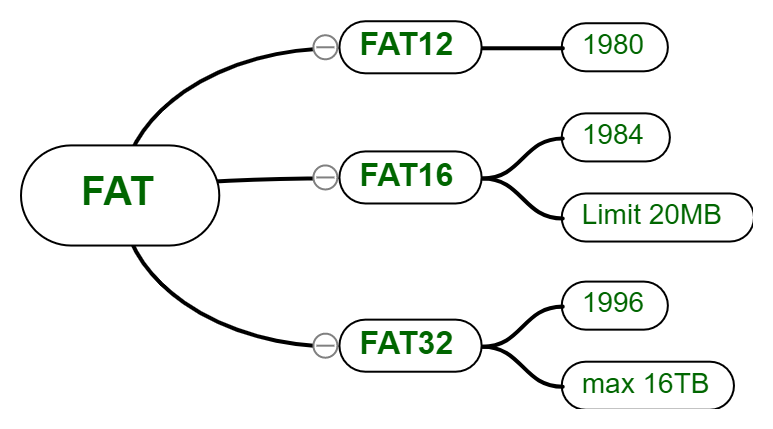 FAT
FAT12
1980
FAT16
1984
Limit 20MB
FAT32
1996
max 16TB